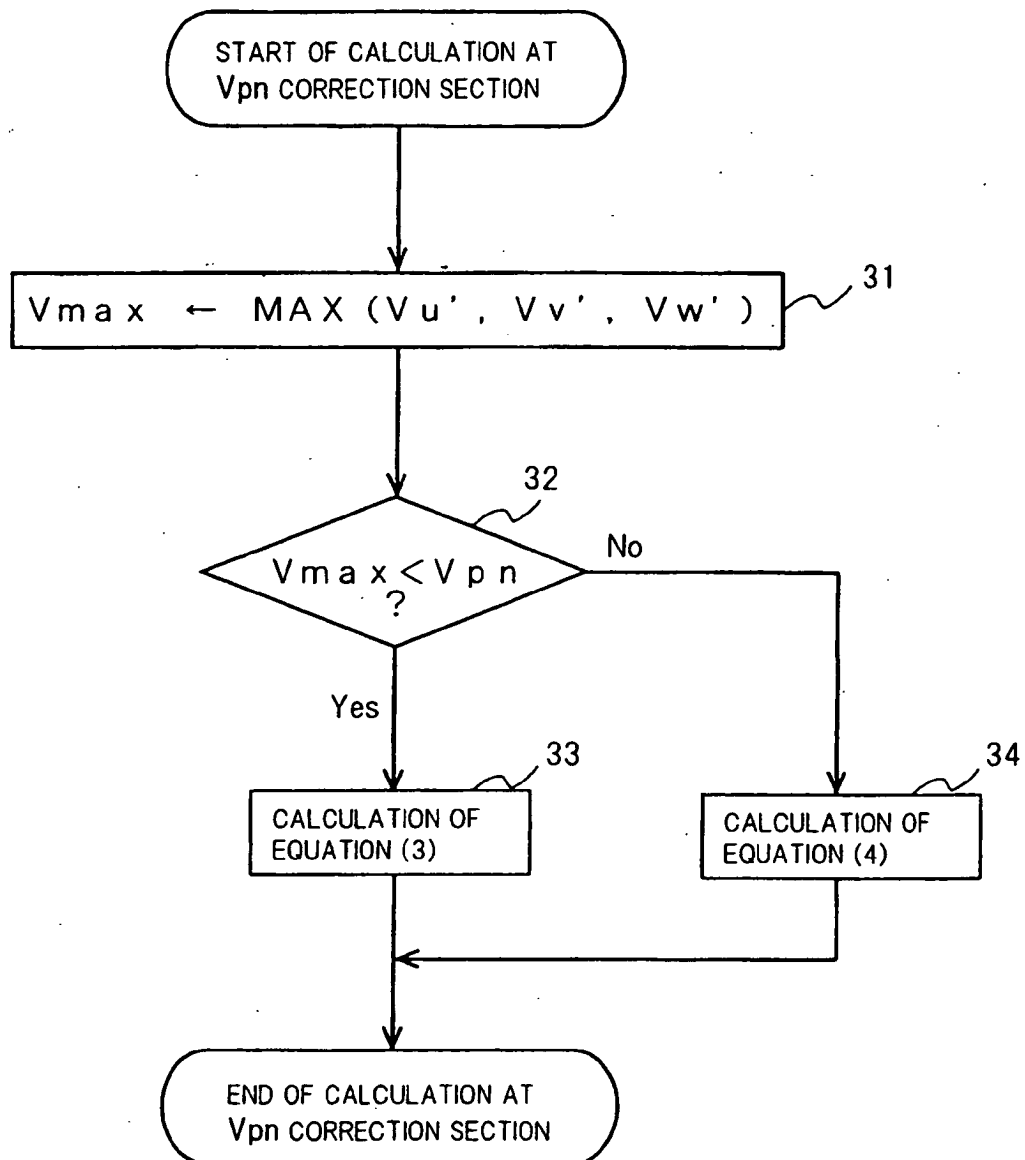 START OF CALCULATION AT
Vpn CORRECTION SECTION
31
Vmax ← MAX (Vu', Vv', Vw')
32
Vmax<Vpn
?
No
Yes
33
34
CALCULATION OF
EQUATION (3)
CALCULATION OF
EQUATION (4)
END OF CALCULATION AT
Vpn CORRECTION SECTION